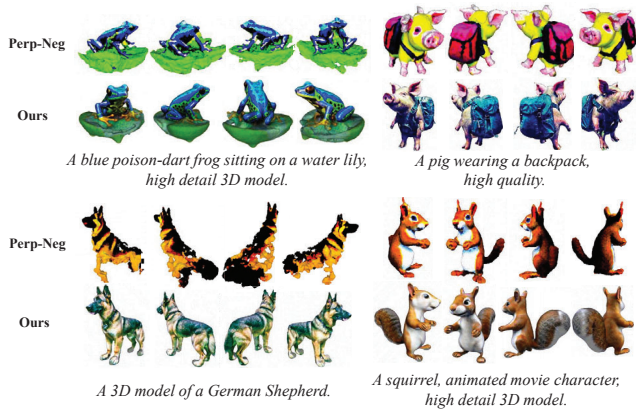 Perp-Neg
Ours
A blue poison-dart frog sitting on a water lily,
high detail 3D model.
A pig wearing a backpack,
high quality.
Perp-Neg
Ours
A 3D model of a German Shepherd.
A squirrel, animated movie character,
high detail 3D model.